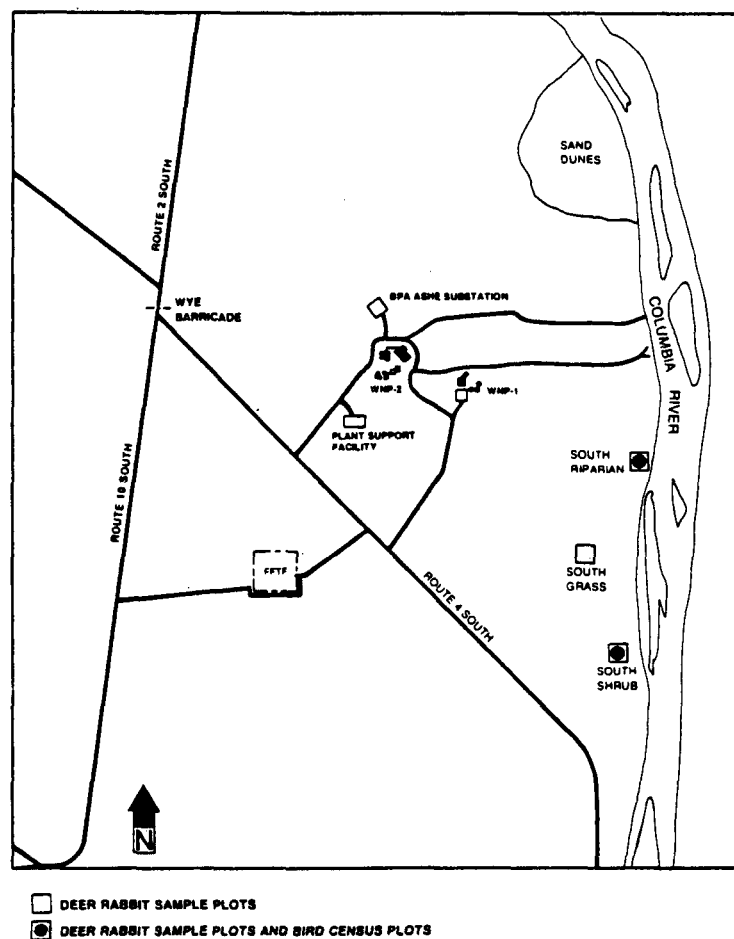 SAND
DUNES
ROUTE 2 SOUTH
WYE
BARRICADE
BPA ASHE SUBSTATION
COLUMBIA RIVER
WNP-2
WNP-1
PLANT SUPPORT
FACILITY
SOUTH
RIPARIAN
ROUTE 10 SOUTH
FFTF
SOUTH
GRASS
ROUTE 4 SOUTH
SOUTH
SHRUB
N
DEER RABBIT SAMPLE PLOTS
DEER RABBIT SAMPLE PLOTS AND BIRD CENSUS PLOTS